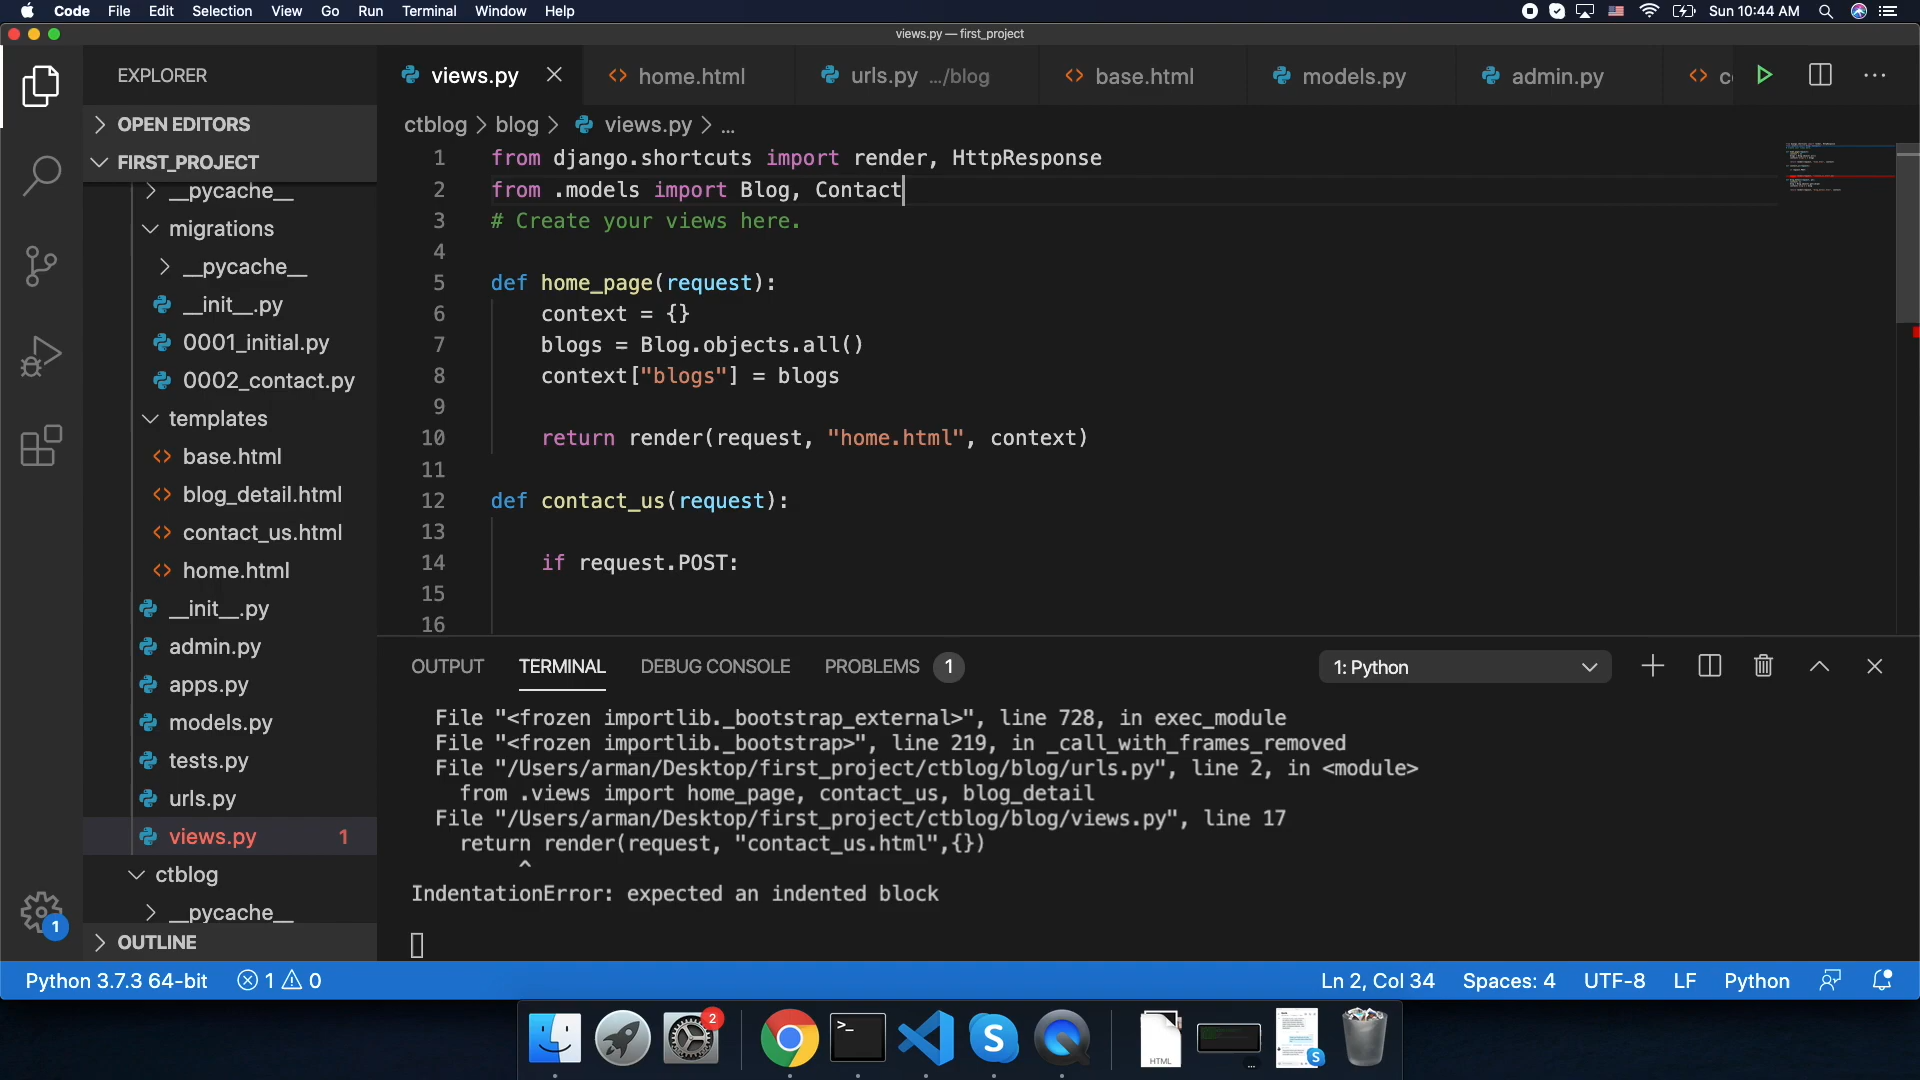 Code File Edit Selection View Go Run Terminal Window Help Sun 10:44 AM
views.py — first_project
EXPLORER
OPEN EDITORS
FIRST_PROJECT
__pycache__
migrations
__pycache__
__init__.py
0001_initial.py
0002_contact.py
templates
base.html
blog_detail.html
contact_us.html
home.html
__init__.py
admin.py
apps.py
models.py
tests.py
urls.py
views.py 1
ctblog
__pycache__
OUTLINE
1
views.py home.html urls.py .../blog base.html models.py admin.py
ctblog > blog > views.py > ...
1 from django.shortcuts import render, HttpResponse
2 from .models import Blog, Contact
3 # Create your views here.
4
5 def home_page(request):
6 context = {}
7 blogs = Blog.objects.all()
8 context["blogs"] = blogs
9
10 return render(request, "home.html", context)
11
12 def contact_us(request):
13
14 if request.POST:
15
16
OUTPUT TERMINAL DEBUG CONSOLE PROBLEMS 1 1: Python
File "<frozen importlib._bootstrap_external>", line 728, in exec_module
File "<frozen importlib._bootstrap>", line 219, in _call_with_frames_removed
File "/Users/arman/Desktop/first_project/ctblog/blog/urls.py", line 2, in <module>
from .views import home_page, contact_us, blog_detail
File "/Users/arman/Desktop/first_project/ctblog/blog/views.py", line 17
return render(request, "contact_us.html",{})
^
IndentationError: expected an indented block
Python 3.7.3 64-bit 1 0 Ln 2, Col 34 Spaces: 4 UTF-8 LF Python
2
>_
HTML